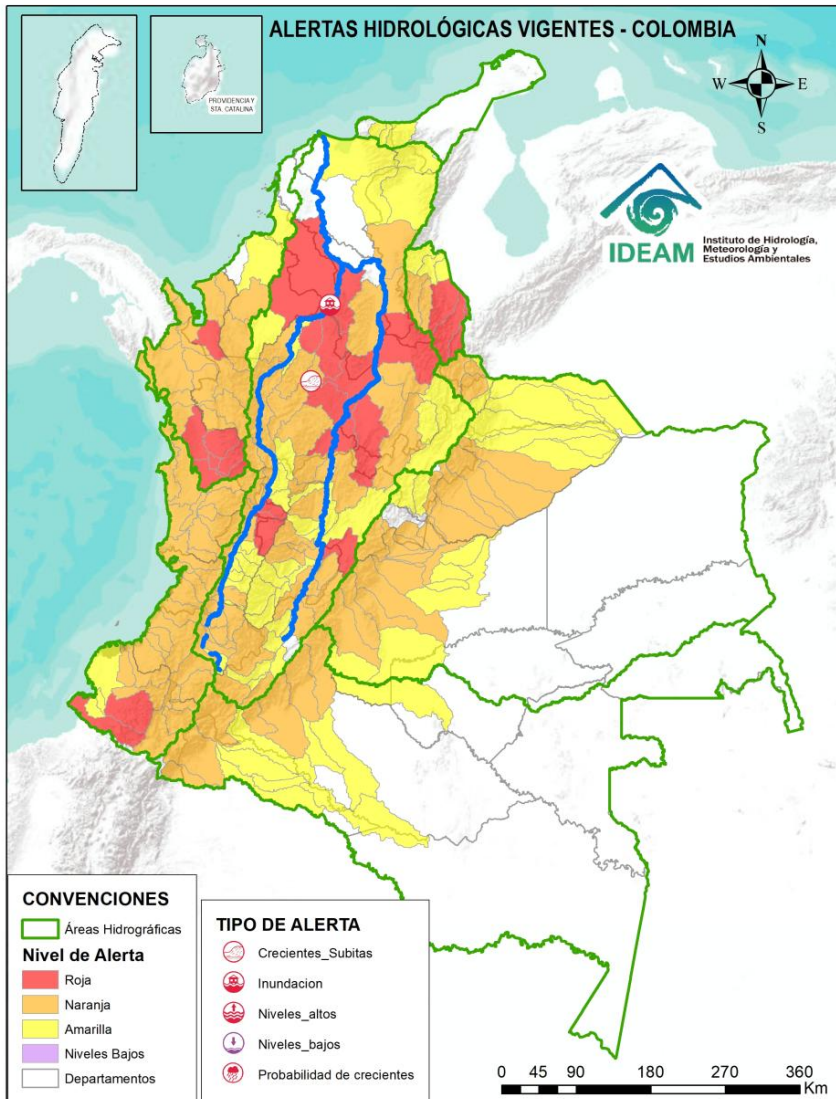 ALERTAS HIDROLÓGICAS VIGENTES - COLOMBIA
PROVIDENCIA Y
STA. CATALINA
N
W
E
S
IDEAM
Instituto de Hidrología,
Meteorología y
Estudios Ambientales
CONVENCIONES
Áreas Hidrográficas
Nivel de Alerta
Roja
Naranja
Amarilla
Niveles Bajos
Departamentos
TIPO DE ALERTA
Crecientes_Subitas
Inundacion
Niveles_altos
Niveles_bajos
Probabilidad de crecientes
0 45 90 180 270 360
Km